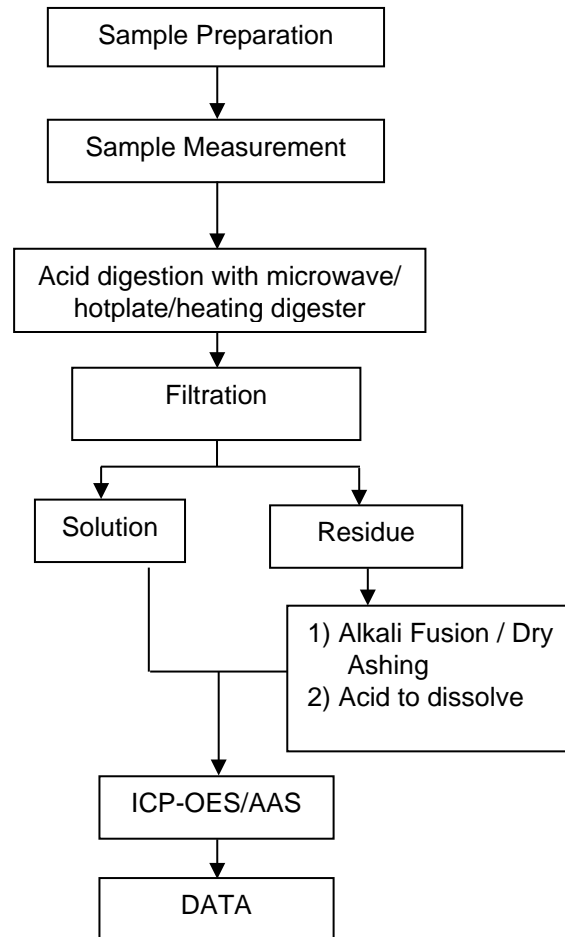 Sample Preparation
Sample Measurement
Acid digestion with microwave/
hotplate/heating digester
Filtration
Solution
Residue
1) Alkali Fusion / Dry
Ashing
2) Acid to dissolve
ICP-OES/AAS
DATA